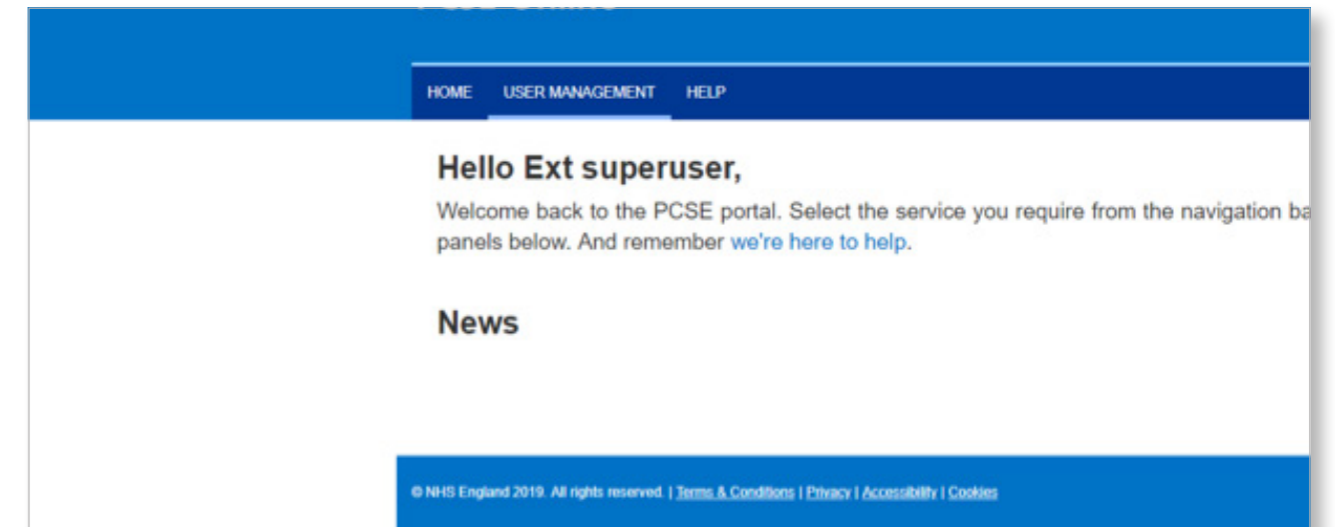 HOME USER MANAGEMENT HELP
Hello Ext superuser,
Welcome back to the PCSE portal. Select the service you require from the navigation ba
panels below. And remember we're here to help.
News
© NHS England 2019. All rights reserved. | Terms & Conditions | Privacy | Accessibility | Cookies